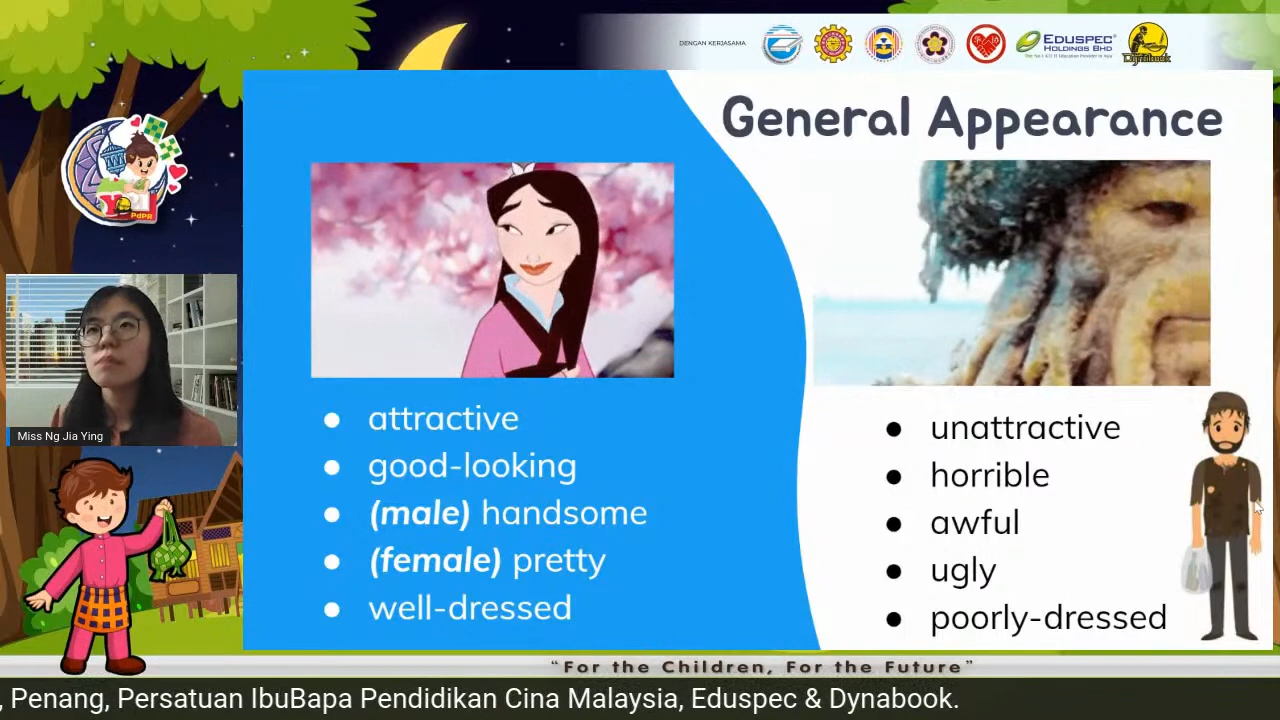 DENGAN KERJASAMA
EDUSPEC
HOLDINGS BHD
Dynabook
General Appearance
PdPR
Miss Ng Jia Ying
attractive
good-looking
(male) handsome
(female) pretty
well-dressed
unattractive
horrible
awful
ugly
poorly-dressed
“For the Children, For the Future”
, Penang, Persatuan IbuBapa Pendidikan Cina Malaysia, Eduspec & Dynabook.